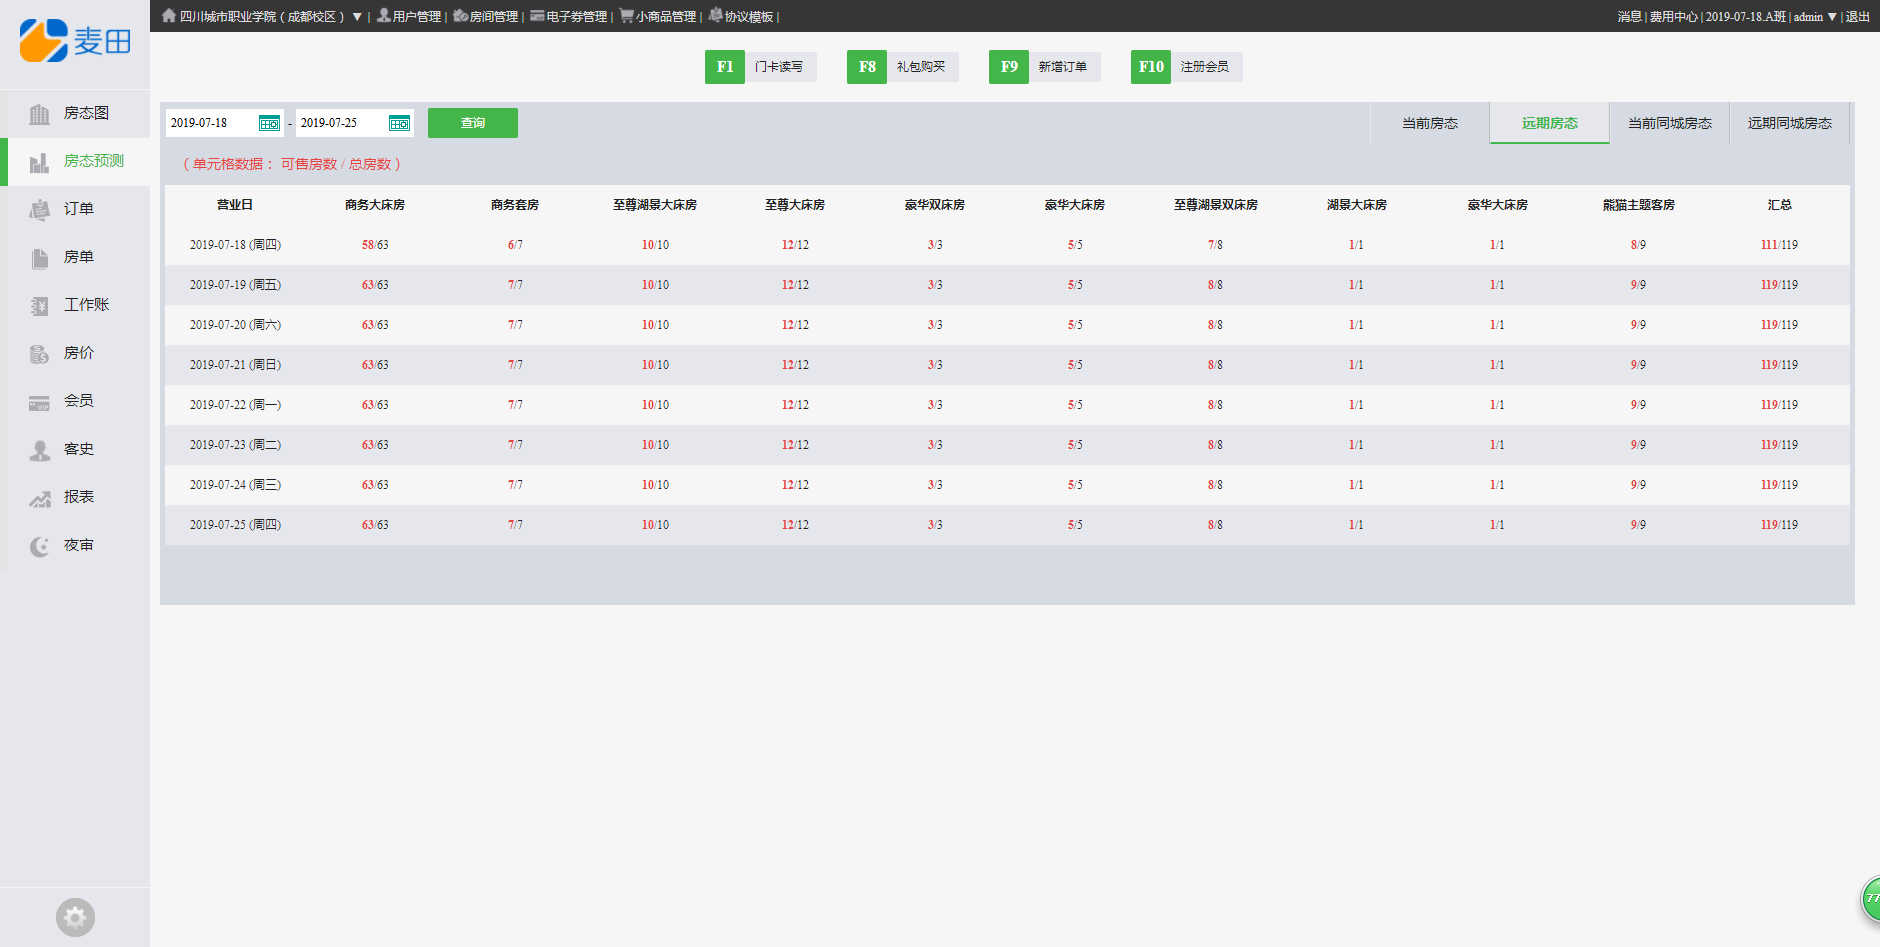 四川城市职业学院（成都校区） ▼ | 用户管理 | 房间管理 | 电子券管理 | 小商品管理 | 协议模板 |
消息 | 费用中心 | 2019-07-18.A班 | admin ▼ | 退出
麦田
房态图
房态预测
订单
房单
工作账
房价
会员
客史
报表
夜审
F1 门卡读写 F8 礼包购买 F9 新增订单 F10 注册会员
2019-07-18 - 2019-07-25 查询
当前房态 远期房态 当前同城房态 远期同城房态
（ 单元格数据： 可售房数 / 总房数 ）
营业日 商务大床房 商务套房 至尊湖景大床房 至尊大床房 豪华双床房 豪华大床房 至尊湖景双床房 湖景大床房 豪华大床房 熊猫主题客房 汇总
2019-07-18 (周四) 58/63 6/7 10/10 12/12 3/3 5/5 7/8 1/1 1/1 8/9 111/119
2019-07-19 (周五) 63/63 7/7 10/10 12/12 3/3 5/5 8/8 1/1 1/1 9/9 119/119
2019-07-20 (周六) 63/63 7/7 10/10 12/12 3/3 5/5 8/8 1/1 1/1 9/9 119/119
2019-07-21 (周日) 63/63 7/7 10/10 12/12 3/3 5/5 8/8 1/1 1/1 9/9 119/119
2019-07-22 (周一) 63/63 7/7 10/10 12/12 3/3 5/5 8/8 1/1 1/1 9/9 119/119
2019-07-23 (周二) 63/63 7/7 10/10 12/12 3/3 5/5 8/8 1/1 1/1 9/9 119/119
2019-07-24 (周三) 63/63 7/7 10/10 12/12 3/3 5/5 8/8 1/1 1/1 9/9 119/119
2019-07-25 (周四) 63/63 7/7 10/10 12/12 3/3 5/5 8/8 1/1 1/1 9/9 119/119